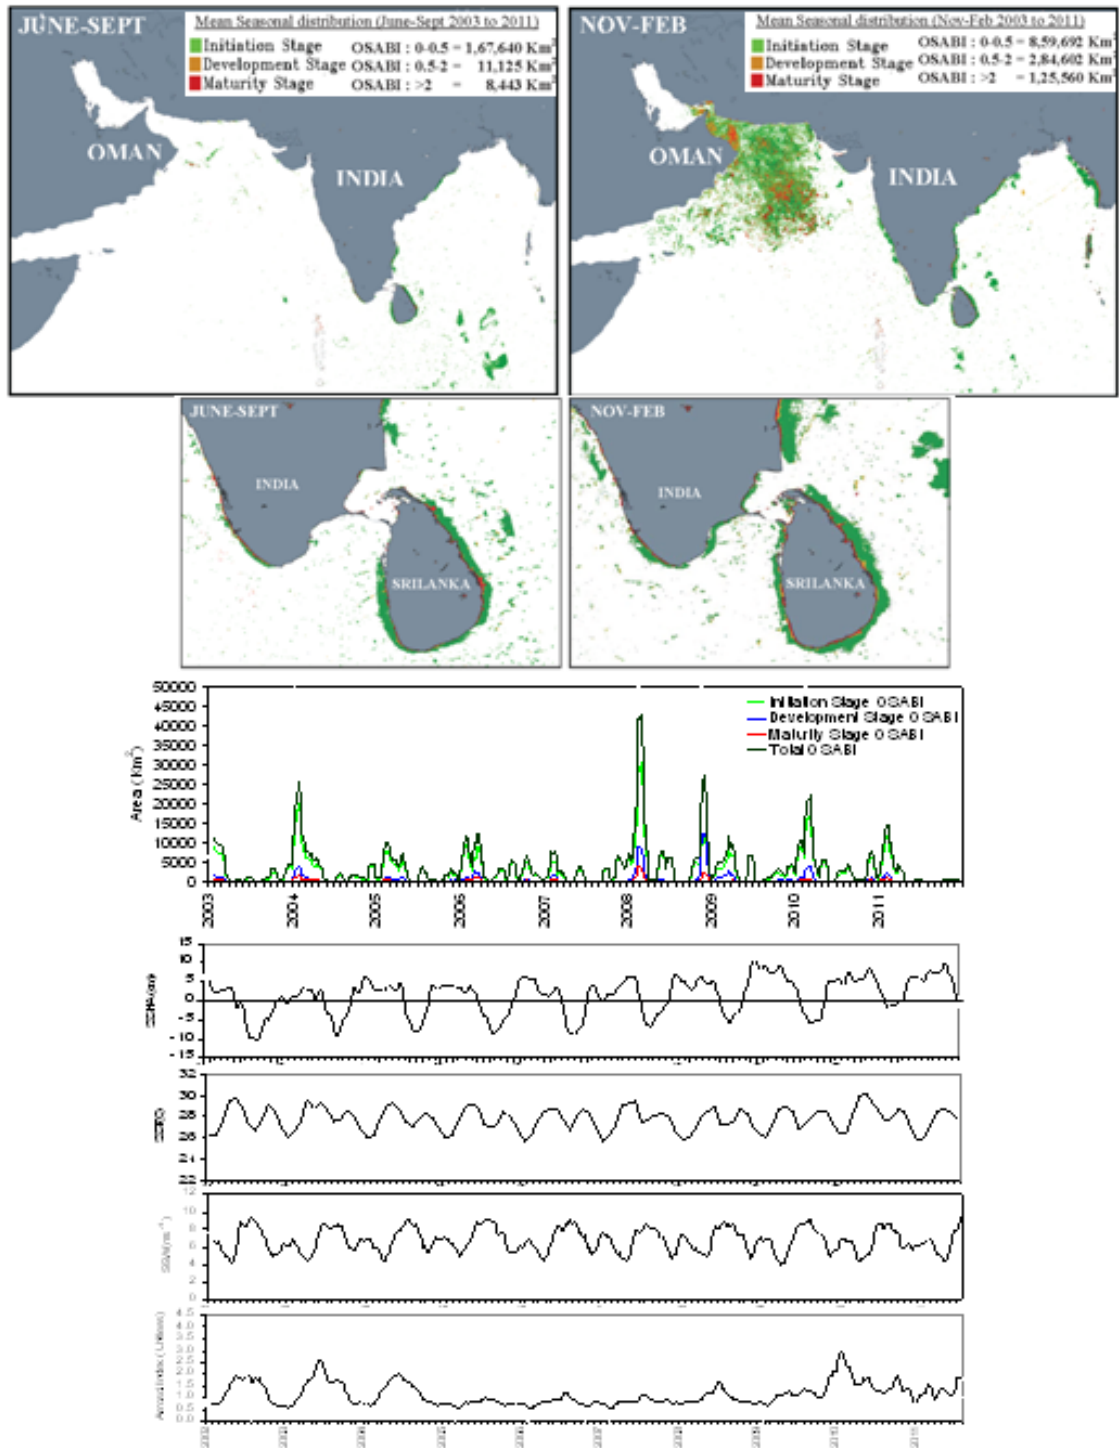 JUNE-SEPT
Mean Seasonal distribution (June-Sept 2003 to 2011)
Initiation Stage OSABI : 0-0.5 = 1,67,640 Km²
Development Stage OSABI : 0.5-2 = 11,125 Km²
Maturity Stage OSABI : >2 = 8,443 Km²
OMAN
INDIA
NOV-FEB
Mean Seasonal distribution (Nov-Feb 2003 to 2011)
Initiation Stage OSABI : 0-0.5 = 8,59,692 Km²
Development Stage OSABI : 0.5-2 = 2,84,602 Km²
Maturity Stage OSABI : >2 = 1,25,560 Km²
OMAN
INDIA
JUNE-SEPT
INDIA
SRILANKA
NOV-FEB
INDIA
SRILANKA
Area (Km²)
50000
45000
40000
35000
30000
25000
20000
15000
10000
5000
0
Initiation Stage OSABI
Development Stage OSABI
Maturity Stage OSABI
Total OSABI
2003 2004 2005 2006 2007 2008 2009 2010 2011
SSHA(cm)
15
10
5
0
-5
-10
-15
SST(C)
32
30
28
26
24
22
12
10
8
6
4
2
0
4.5
4.0
3.5
3.0
2.5
2.0
1.5
1.0
0.5
0.0